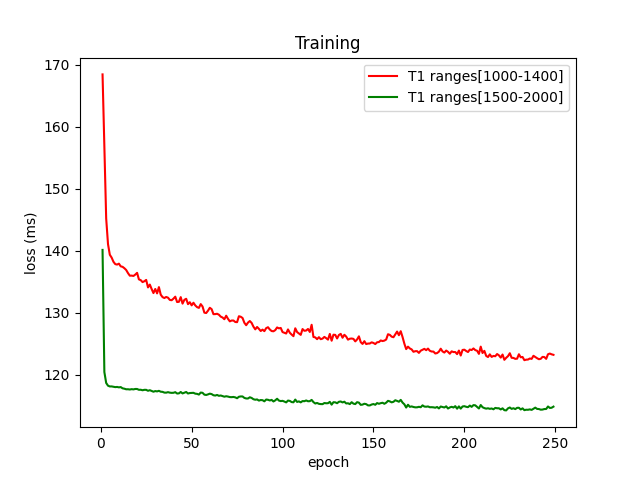 Training
T1 ranges[1000-1400]
T1 ranges[1500-2000]
loss (ms)
170
160
150
140
130
120
0 50 100 150 200 250
epoch